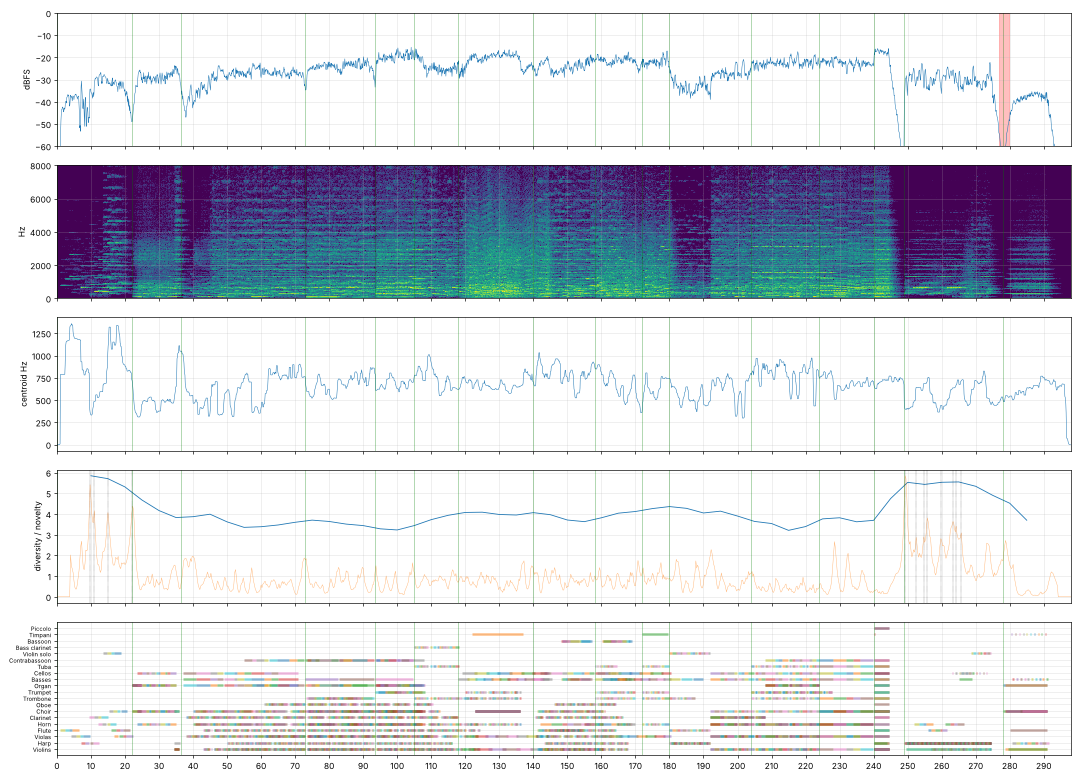 0
−10
−20
−30
−40
−50
−60
dBFS
8000
6000
4000
2000
0
Hz
1250
1000
750
500
250
0
centroid Hz
6
5
4
3
2
1
0
diversity / novelty
Piccolo
Timpani
Bassoon
Bass clarinet
Violin solo
Contrabassoon
Tuba
Cellos
Basses
Organ
Trumpet
Trombone
Oboe
Choir
Clarinet
Horn
Flute
Violas
Harp
Violins
0 10 20 30 40 50 60 70 80 90 100 110 120 130 140 150 160 170 180 190 200 210 220 230 240 250 260 270 280 290